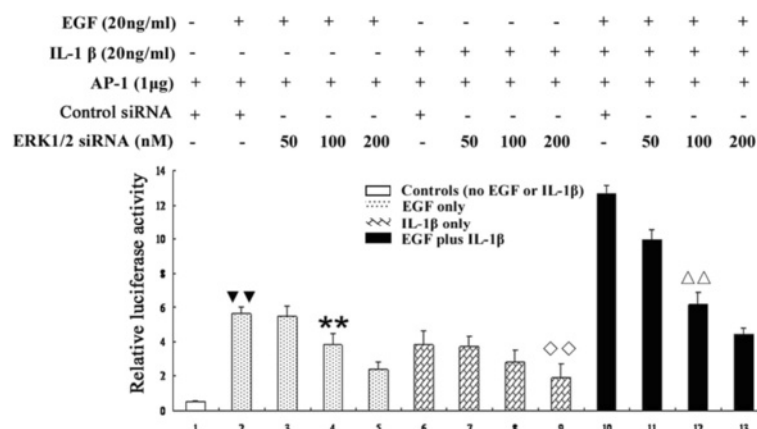 EGF (20ng/ml) - + + + + - - - - + + + +
IL-1 β (20ng/ml) - - - - - + + + + + + + +
AP-1 (1μg) + + + + + + + + + + + + +
Control siRNA + + - - - + - - - + - - -
ERK1/2 siRNA (nM) - - 50 100 200 - 50 100 200 - 50 100 200
Relative luciferase activity
14
12
10
8
6
4
2
0
Controls (no EGF or IL-1β)
EGF only
IL-1β only
EGF plus IL-1β
▼▼
**
◇◇
△△
1 2 3 4 5 6 7 8 9 10 11 12 13